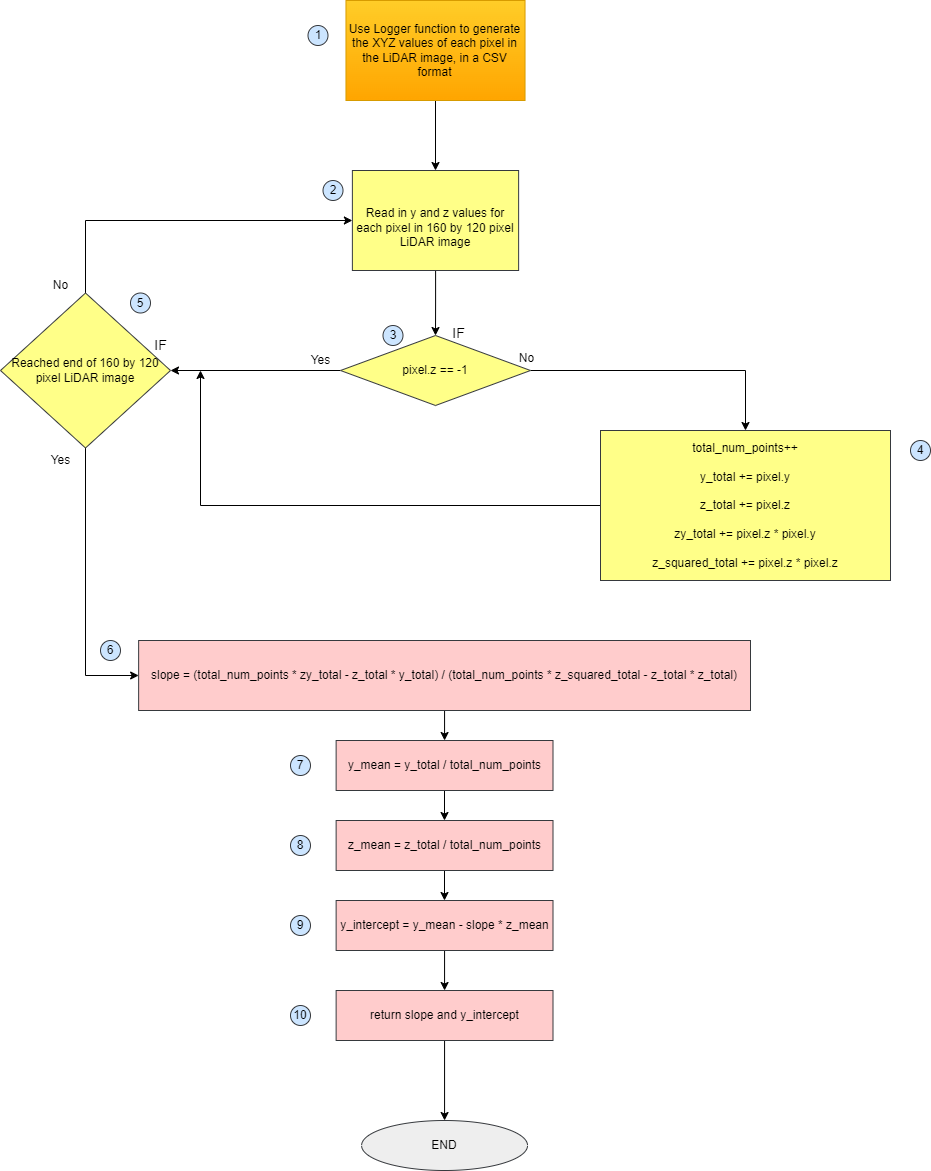 1
Use Logger function to generate
the XYZ values of each pixel in
the LiDAR image, in a CSV
format
2
Read in y and z values for
each pixel in 160 by 120 pixel
LiDAR image
No
5
3
IF
IF
Yes
No
Reached end of 160 by 120
pixel LiDAR image
pixel.z == -1
Yes
4
total_num_points++
y_total += pixel.y
z_total += pixel.z
zy_total += pixel.z * pixel.y
z_squared_total += pixel.z * pixel.z
6
slope = (total_num_points * zy_total - z_total * y_total) / (total_num_points * z_squared_total - z_total * z_total)
7
y_mean = y_total / total_num_points
8
z_mean = z_total / total_num_points
9
y_intercept = y_mean - slope * z_mean
10
return slope and y_intercept
END